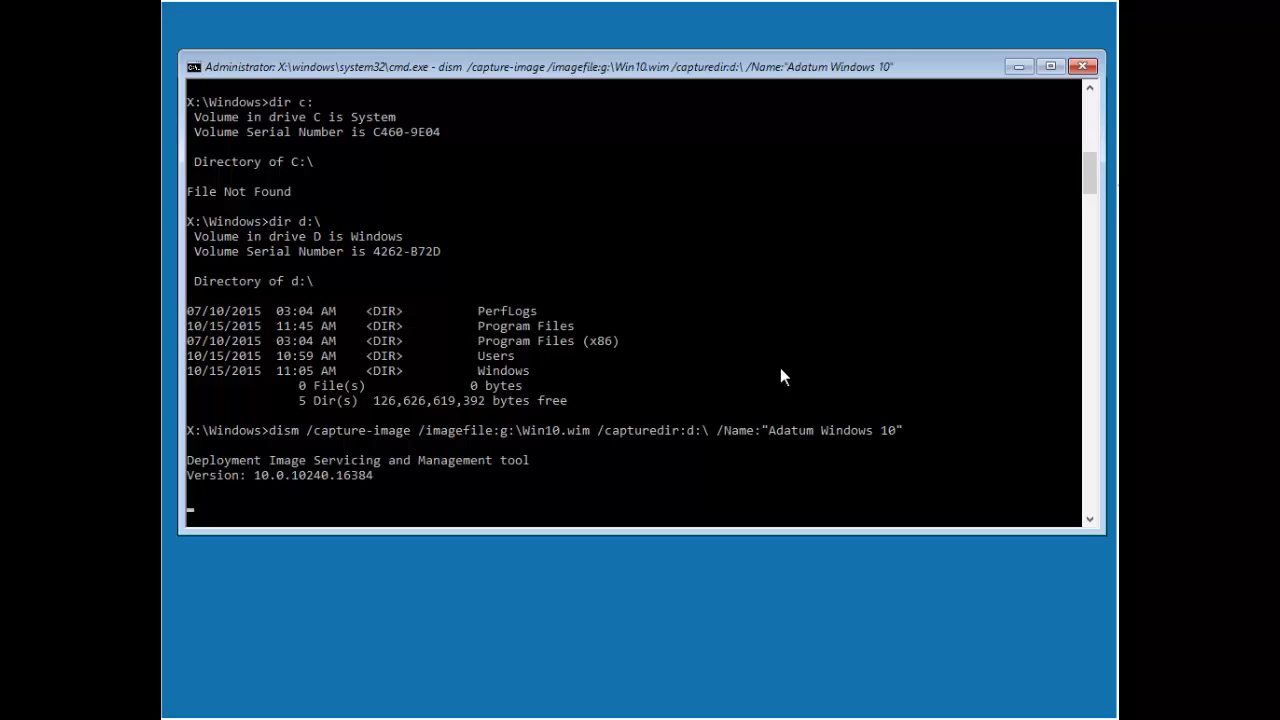 Administrator: X:\windows\system32\cmd.exe - dism /capture-image /imagefile:g:\Win10.wim /capturedir:d:\ /Name:"Adatum Windows 10"
X:\Windows>dir c:
Volume in drive C is System
Volume Serial Number is C460-9E04
Directory of C:\
File Not Found
X:\Windows>dir d:\
Volume in drive D is Windows
Volume Serial Number is 4262-B72D
Directory of d:\
07/10/2015  03:04 AM    <DIR>          PerfLogs
10/15/2015  11:45 AM    <DIR>          Program Files
07/10/2015  03:04 AM    <DIR>          Program Files (x86)
10/15/2015  10:59 AM    <DIR>          Users
10/15/2015  11:05 AM    <DIR>          Windows
0 File(s)              0 bytes
5 Dir(s)  126,626,619,392 bytes free
X:\Windows>dism /capture-image /imagefile:g:\Win10.wim /capturedir:d:\ /Name:"Adatum Windows 10"
Deployment Image Servicing and Management tool
Version: 10.0.10240.16384